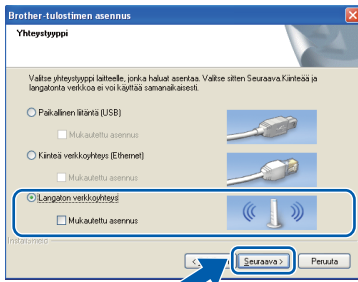 Brother-tulostimen asennus
Yhteystyyppi
Valitse yhteystyyppi laitteelle, jonka haluat asentaa. Valitse sitten Seuraava.Kiinteää ja
langatonta verkkoa ei voi käyttää samanaikaisesti.
Paikallinen liitäntä (USB)
Mukautettu asennus
Kiinteä verkkoyhteys (Ethernet)
Mukautettu asennus
Langaton verkkoyhteys
Mukautettu asennus
InstallShield
< Seuraava > Peruuta